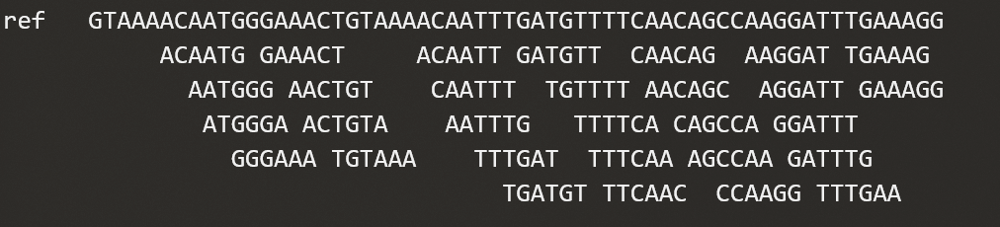 ref   GTAAAACAATGGGAAACTGTAAAACAATTTGATGTTTTCAACAGCCAAGGATTTGAAAGG
           ACAATG GAAACT     ACAATT GATGTT  CAACAG  AAGGAT TGAAAG
             AATGGG AACTGT    CAATTT  TGTTTT AACAGC  AGGATT GAAAGG
              ATGGGA ACTGTA    AATTTG   TTTTCA CAGCCA GGATTT
                GGGAAA TGTAAA    TTTGAT  TTTCAA AGCCAA GATTTG
                                   TGATGT TTCAAC  CCAAGG TTTGAA